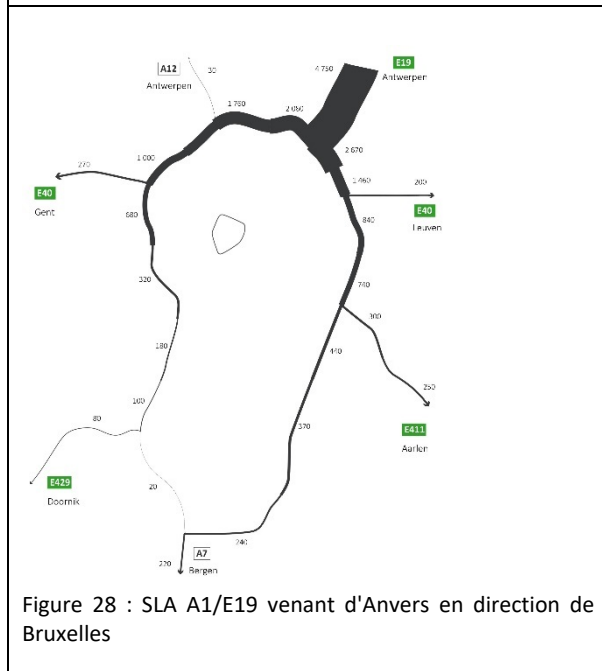 A12
Antwerpen
30
4 750
E19
Antwerpen
1 760
2 090
2 670
1 000
270
E40
Gent
1 460
200
E40
Leuven
680
840
320
740
300
180
440
250
100
80
370
E411
Aarlen
E429
Doornik
20
240
A7
220
Bergen
Figure 28 : SLA A1/E19 venant d'Anvers en direction de
Bruxelles